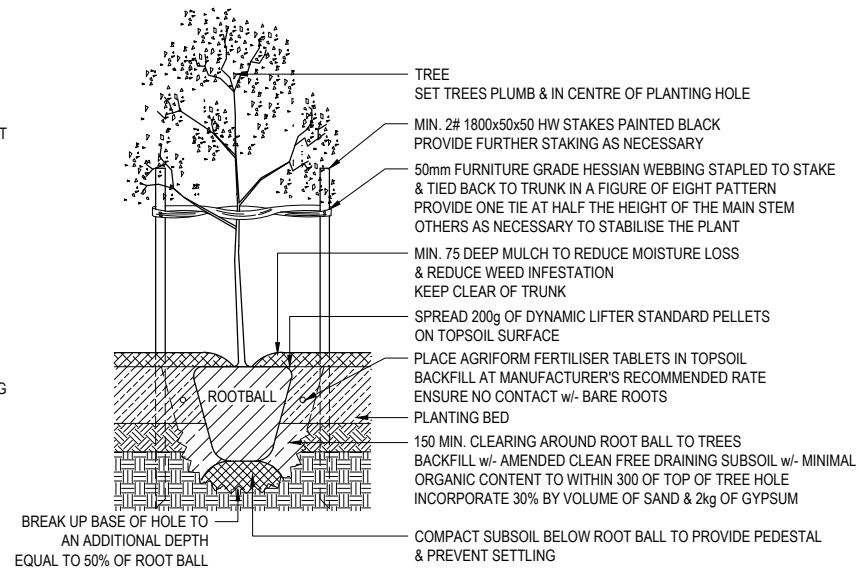 T
G
TREE
SET TREES PLUMB & IN CENTRE OF PLANTING HOLE
MIN. 2# 1800x50x50 HW STAKES PAINTED BLACK
PROVIDE FURTHER STAKING AS NECESSARY
50mm FURNITURE GRADE HESSIAN WEBBING STAPLED TO STAKE
& TIED BACK TO TRUNK IN A FIGURE OF EIGHT PATTERN
PROVIDE ONE TIE AT HALF THE HEIGHT OF THE MAIN STEM
OTHERS AS NECESSARY TO STABILISE THE PLANT
MIN. 75 DEEP MULCH TO REDUCE MOISTURE LOSS
& REDUCE WEED INFESTATION
KEEP CLEAR OF TRUNK
SPREAD 200g OF DYNAMIC LIFTER STANDARD PELLETS
ON TOPSOIL SURFACE
PLACE AGRIFORM FERTILISER TABLETS IN TOPSOIL
BACKFILL AT MANUFACTURER'S RECOMMENDED RATE
ENSURE NO CONTACT w/- BARE ROOTS
ROOTBALL
PLANTING BED
150 MIN. CLEARING AROUND ROOT BALL TO TREES
BACKFILL w/- AMENDED CLEAN FREE DRAINING SUBSOIL w/- MINIMAL
ORGANIC CONTENT TO WITHIN 300 OF TOP OF TREE HOLE
INCORPORATE 30% BY VOLUME OF SAND & 2kg OF GYPSUM
BREAK UP BASE OF HOLE TO
AN ADDITIONAL DEPTH
EQUAL TO 50% OF ROOT BALL
COMPACT SUBSOIL BELOW ROOT BALL TO PROVIDE PEDESTAL
& PREVENT SETTLING